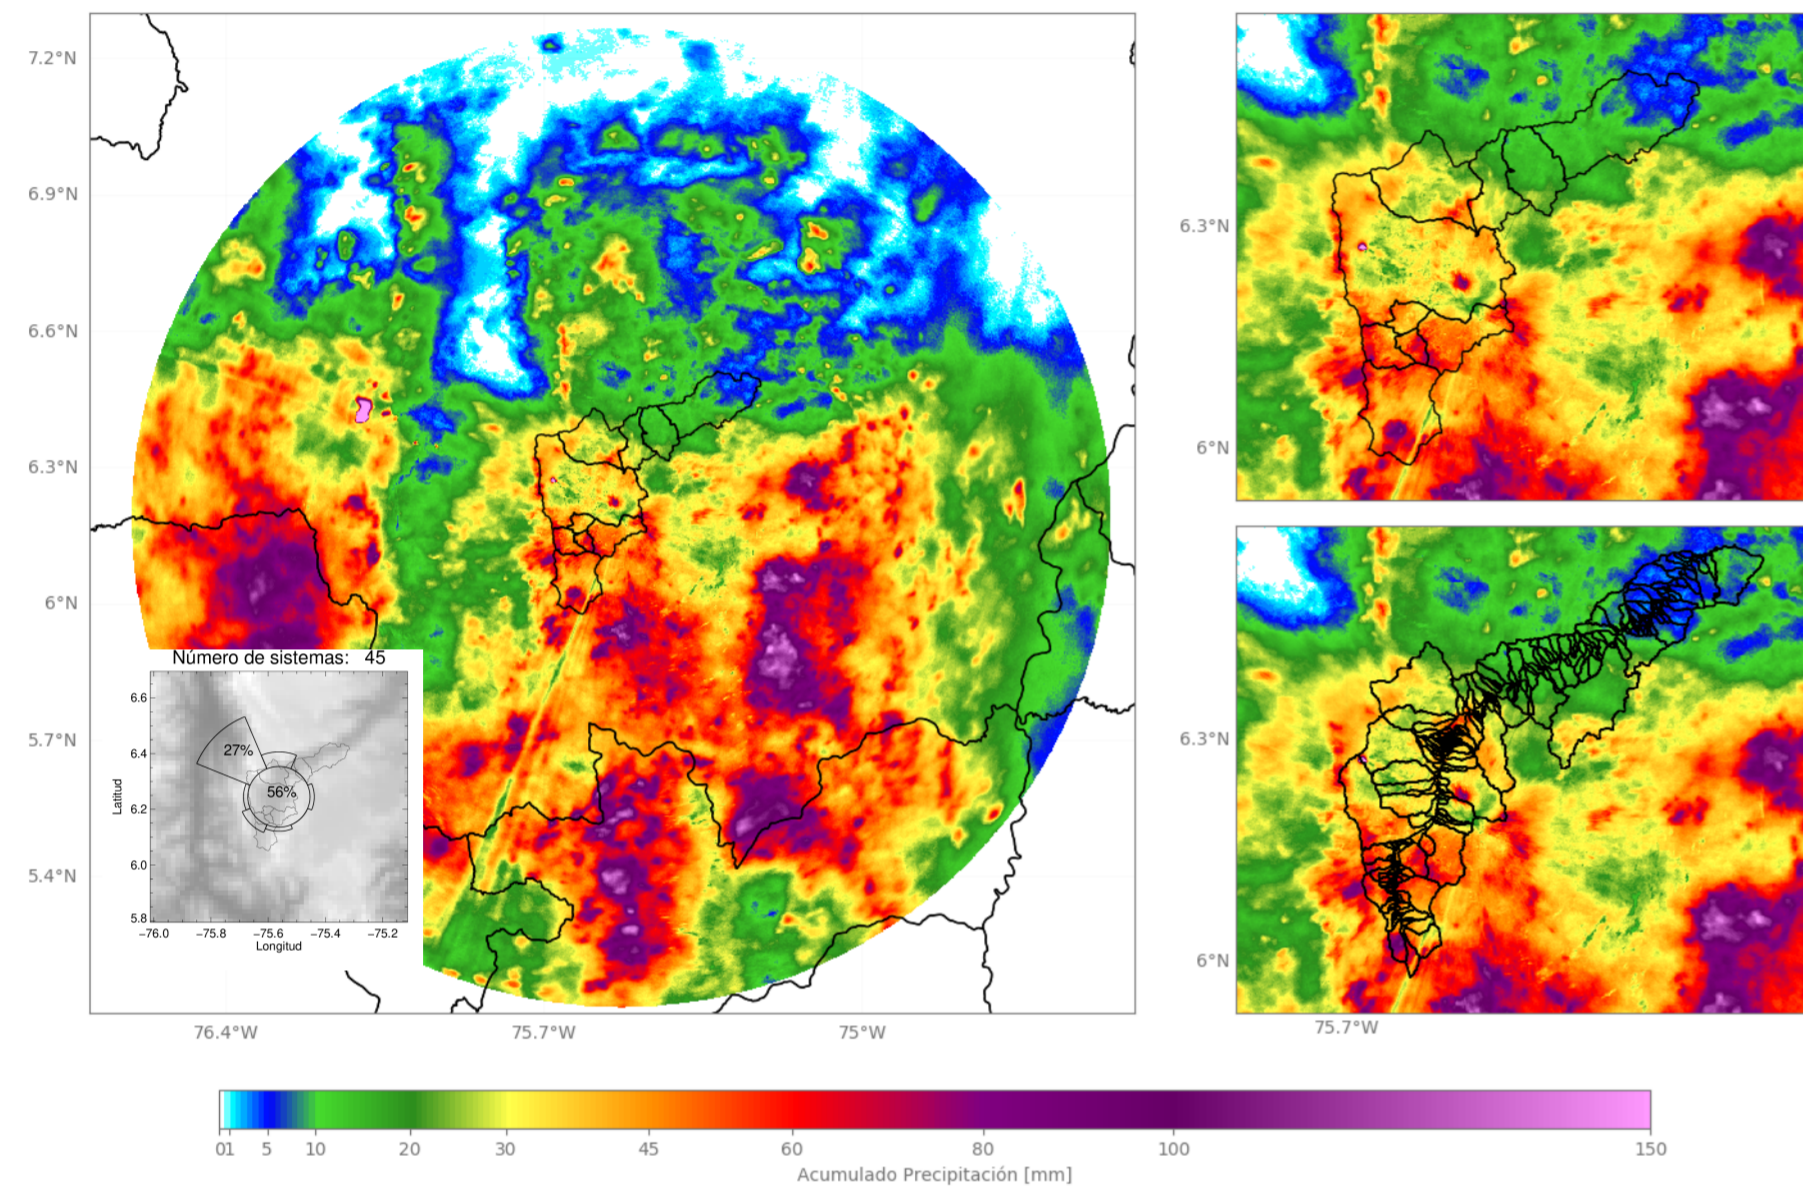 7.2°N
6.9°N
6.6°N
6.3°N
6°N
5.7°N
5.4°N
76.4°W
75.7°W
75°W
Número de sistemas: 45
6.6
6.4
6.2
6.0
5.8
Latitud
27%
56%
−76.0
−75.8
−75.6
−75.4
−75.2
Longitud
6.3°N
6°N
6.3°N
6°N
75.7°W
0 1 5 10 20 30 45 60 80 100 150
Acumulado Precipitación [mm]